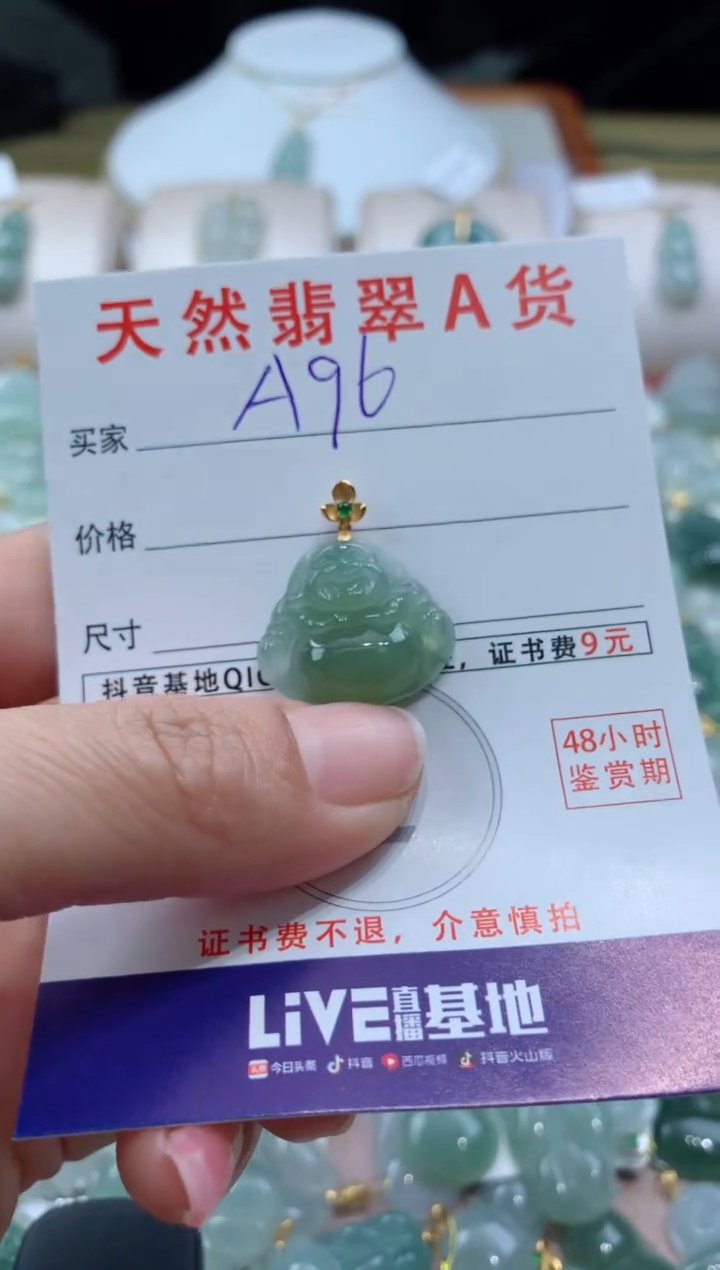 天然翡翠A货
A96
买家
价格
尺寸
抖音基地QI
，证书费9元
48小时
鉴赏期
证书费不退，介意慎拍
LiVE直播基地
头条 今日头条 抖音 西瓜视频 抖音火山版